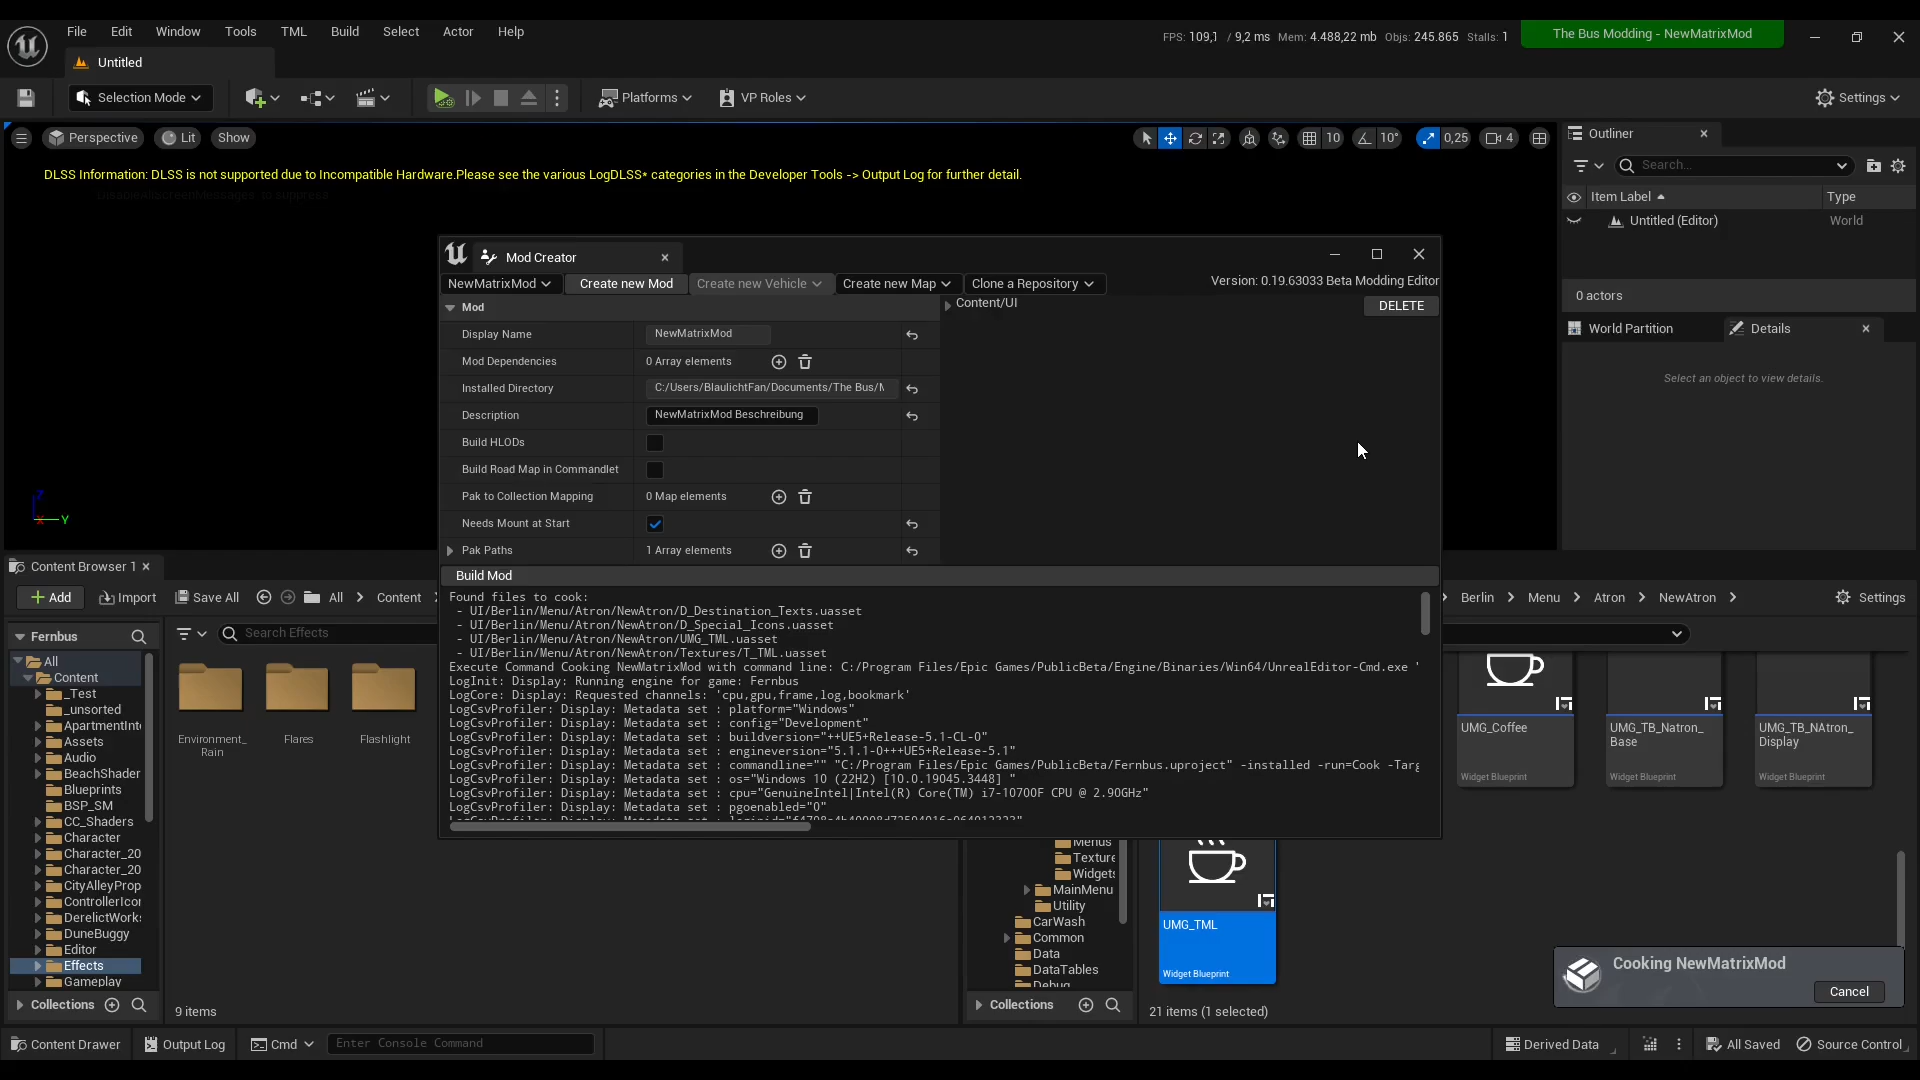 File Edit Window Tools TML Build Select Actor Help
FPS: 109,1 / 9,2 ms Mem: 4.488,22 mb Objs: 245.865 Stalls: 1
The Bus Modding - NewMatrixMod
Untitled
Selection Mode
Platforms
VP Roles
Settings
Perspective
Lit
Show
10
10°
0,25
4
DLSS Information: DLSS is not supported due to Incompatible Hardware.Please see the various LogDLSS* categories in the Developer Tools -> Output Log for further detail.
Outliner
Search...
Item Label
Type
Untitled (Editor)
World
0 actors
World Partition
Details
Select an object to view details.
Mod Creator
NewMatrixMod
Create new Mod
Create new Vehicle
Create new Map
Clone a Repository
Version: 0.19.63033 Beta Modding Editor
Mod
Content/UI
DELETE
Display Name
NewMatrixMod
Mod Dependencies
0 Array elements
Installed Directory
C:/Users/BlaulichtFan/Documents/The Bus/
Description
NewMatrixMod Beschreibung
Build HLODs
Build Road Map in Commandlet
Pak to Collection Mapping
0 Map elements
Needs Mount at Start
Pak Paths
1 Array elements
Build Mod
Found files to cook:
- UI/Berlin/Menu/Atron/NewAtron/D_Destination_Texts.uasset
- UI/Berlin/Menu/Atron/NewAtron/D_Special_Icons.uasset
- UI/Berlin/Menu/Atron/NewAtron/UMG_TML.uasset
- UI/Berlin/Menu/Atron/NewAtron/Textures/T_TML.uasset
Execute Command Cooking NewMatrixMod with command line: C:/Program Files/Epic Games/PublicBeta/Engine/Binaries/Win64/UnrealEditor-Cmd.exe '
LogInit: Display: Running engine for game: Fernbus
LogCore: Display: Requested channels: 'cpu,gpu,frame,log,bookmark'
LogCsvProfiler: Display: Metadata set : platform="Windows"
LogCsvProfiler: Display: Metadata set : config="Development"
LogCsvProfiler: Display: Metadata set : buildversion="++UE5+Release-5.1-CL-0"
LogCsvProfiler: Display: Metadata set : engineversion="5.1.1-0+++UE5+Release-5.1"
LogCsvProfiler: Display: Metadata set : commandline="" "C:/Program Files/Epic Games/PublicBeta/Fernbus.uproject" -installed -run=Cook -Targ
LogCsvProfiler: Display: Metadata set : os="Windows 10 (22H2) [10.0.19045.3448] "
LogCsvProfiler: Display: Metadata set : cpu="GenuineIntel|Intel(R) Core(TM) i7-10700F CPU @ 2.90GHz"
LogCsvProfiler: Display: Metadata set : pgoenabled="0"
LogCsvProfiler: Display: Metadata set :
Z
X
Y
Content Browser 1
Add
Import
Save All
All
Content
Fernbus
Search Effects
All
Content
_Test
_unsorted
ApartmentInte
Assets
Audio
BeachShader
Blueprints
BSP_SM
CC_Shaders
Character
Character_20
Character_20
CityAlleyProp
ControllerIcon
DerelictWorks
DuneBuggy
Editor
Effects
Gameplay
Collections
Environment_
Rain
Flares
Flashlight
9 items
Berlin
Menu
Atron
NewAtron
Settings
UMG_Coffee
Widget Blueprint
UMG_TB_Natron_
Base
Widget Blueprint
UMG_TB_NAtron_
Display
Widget Blueprint
Menus
Texture
Widgets
MainMenu
Utility
CarWash
Common
Data
DataTables
Debug
Collections
UMG_TML
Widget Blueprint
21 items (1 selected)
Cooking NewMatrixMod
Cancel
Content Drawer
Output Log
Cmd
Enter Console Command
Derived Data
All Saved
Source Control